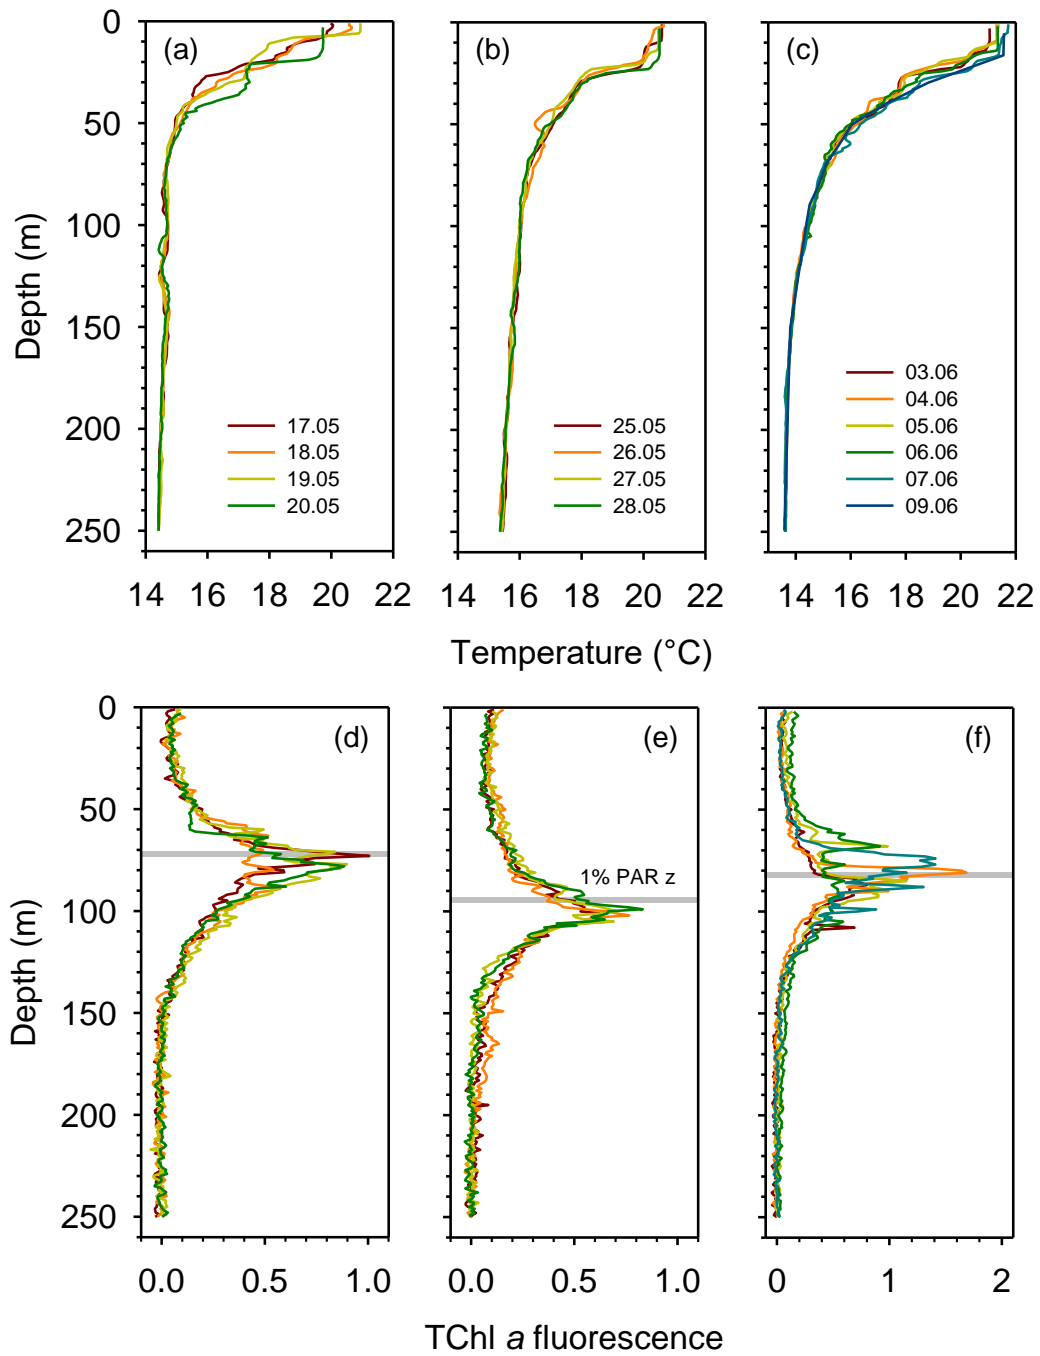 0
50
100
150
200
250
Depth (m)
(a)
17.05
18.05
19.05
20.05
14 16 18 20 22
(b)
25.05
26.05
27.05
28.05
14 16 18 20 22
(c)
03.06
04.06
05.06
06.06
07.06
09.06
14 16 18 20 22
Temperature (°C)
0
50
100
150
200
250
Depth (m)
(d)
0.0 0.5 1.0
(e)
1% PAR z
0.0 0.5 1.0
(f)
0 1 2
TChl a fluorescence